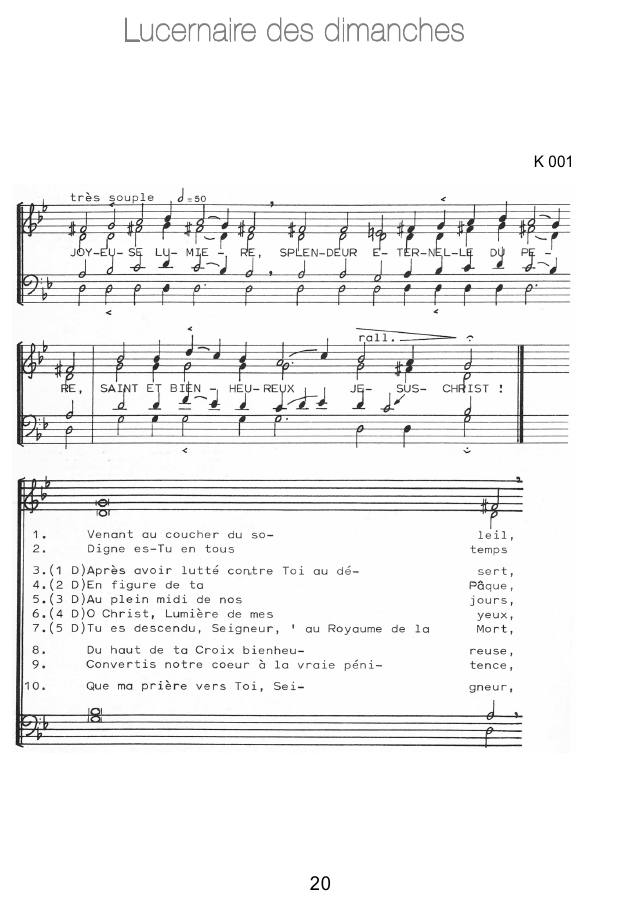 Lucernaire des dimanches
K 001
très souple =50
JOY-EU-SE LU-MIE - RE, SPLEN-DEUR E-TER-NEL-LE DU PE -
rall.
RE, SAINT ET BIEN - HEU-REUX JE- SUS- CHRIST !
1. Venant au coucher du so- leil,
2. Digne es-Tu en tous temps
3.(1 D)Après avoir lutté contre Toi au dé- sert,
4.(2 D)En figure de ta Pâque,
5.(3 D)Au plein midi de nos jours,
6.(4 D)O Christ, Lumière de mes yeux,
7.(5 D)Tu es descendu, Seigneur, ' au Royaume de la Mort,
8. Du haut de ta Croix bienheu- reuse,
9. Convertis notre coeur à la vraie péni- tence,
10. Que ma prière vers Toi, Sei- gneur,
20